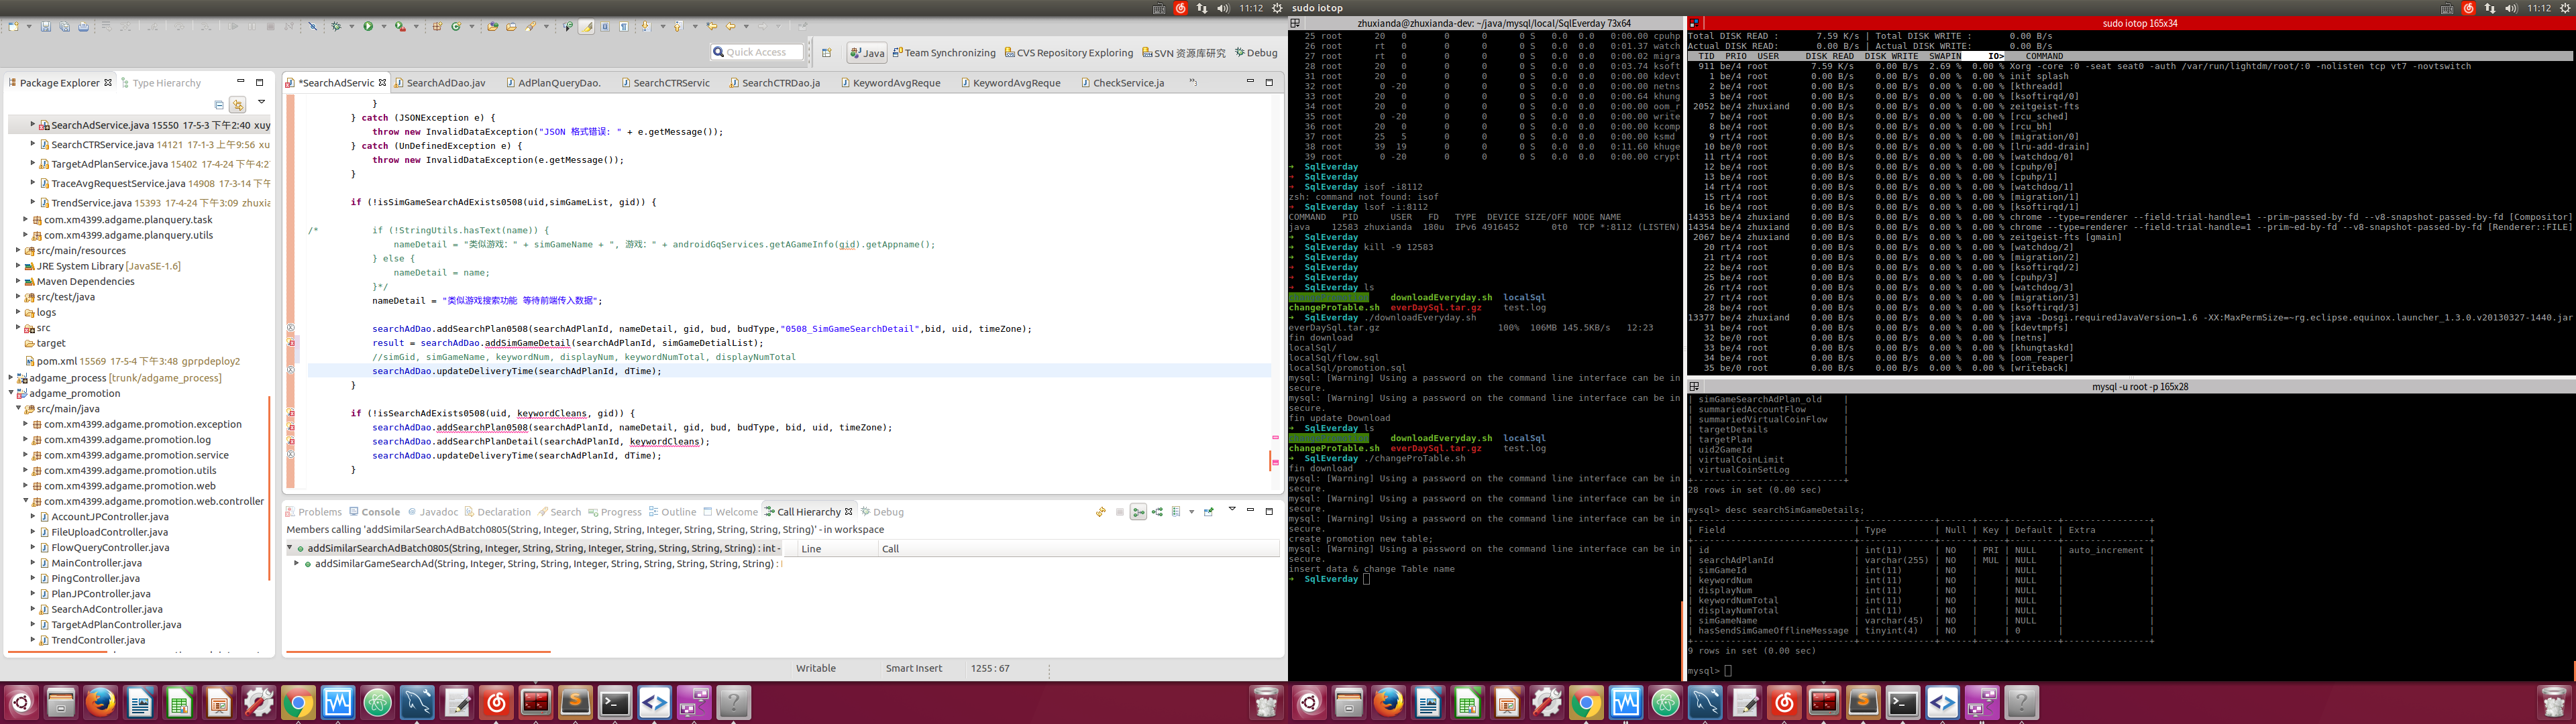 11:12
sudo iotop
11:12
Quick Access
Java
Team Synchronizing
CVS Repository Exploring
SVN 资源库研究
Debug
Package Explorer
Type Hierarchy
SearchAdService.java 15550 17-5-3 下午2:40 xuy
SearchCTRService.java 14121 17-1-3 上午9:56 xu
TargetAdPlanService.java 15402 17-4-24 下午4:2
TraceAvgRequestService.java 14908 17-3-14 下午
TrendService.java 15393 17-4-24 下午3:09 zhuxia
com.xm4399.adgame.planquery.task
com.xm4399.adgame.planquery.utils
src/main/resources
JRE System Library [JavaSE-1.6]
Maven Dependencies
src/test/java
logs
src
target
pom.xml 15569 17-5-4 下午3:48 gprpdeploy2
adgame_process [trunk/adgame_process]
adgame_promotion
src/main/java
com.xm4399.adgame.promotion.exception
com.xm4399.adgame.promotion.log
com.xm4399.adgame.promotion.service
com.xm4399.adgame.promotion.utils
com.xm4399.adgame.promotion.web
com.xm4399.adgame.promotion.web.controller
AccountJPController.java
FileUploadController.java
FlowQueryController.java
MainController.java
PingController.java
PlanJPController.java
SearchAdController.java
TargetAdPlanController.java
TrendController.java
*SearchAdServic
SearchAdDao.jav
AdPlanQueryDao.
SearchCTRServic
SearchCTRDao.ja
KeywordAvgReque
KeywordAvgReque
CheckService.ja
}
} catch (JSONException e) {
throw new InvalidDataException("JSON 格式错误: " + e.getMessage());
} catch (UnDefinedException e) {
throw new InvalidDataException(e.getMessage());
}
if (!isSimGameSearchAdExists0508(uid,simGameList, gid)) {
/* if (!StringUtils.hasText(name)) {
nameDetail = "类似游戏: " + simGameName + ", 游戏: " + androidGqServices.getAGameInfo(gid).getAppname();
} else {
nameDetail = name;
}*/
nameDetail = "类似游戏搜索功能 等待前端传入数据";
searchAdDao.addSearchPlan0508(searchAdPlanId, nameDetail, gid, bud, budType,"0508_SimGameSearchDetail",bid, uid, timeZone);
result = searchAdDao.addSimGameDetail(searchAdPlanId, simGameDetialList);
//simGid, simGameName, keywordNum, displayNum, keywordNumTotal, displayNumTotal
searchAdDao.updateDeliveryTime(searchAdPlanId, dTime);
}
if (!isSearchAdExists0508(uid, keywordCleans, gid)) {
searchAdDao.addSearchPlan0508(searchAdPlanId, nameDetail, gid, bud, budType, bid, uid, timeZone);
searchAdDao.addSearchPlanDetail(searchAdPlanId, keywordCleans);
searchAdDao.updateDeliveryTime(searchAdPlanId, dTime);
}
Problems
Console
Javadoc
Declaration
Search
Progress
Outline
Welcome
Call Hierarchy
Debug
Members calling 'addSimilarSearchAdBatch0805(String, Integer, String, String, Integer, String, String, String, String)' - in workspace
addSimilarSearchAdBatch0805(String, Integer, String, String, Integer, String, String, String, String) : int -
addSimilarGameSearchAd(String, Integer, String, String, Integer, String, String, String, String, String) :
Line
Call
Writable
Smart Insert
1255 : 67
zhuxianda@zhuxianda-dev: ~/java/mysql/local/SqlEverday 73x64
25 root 20 0 0 0 0 S 0.0 0.0 0:00.00 cpuhp
26 root rt 0 0 0 0 S 0.0 0.0 0:01.37 watch
27 root rt 0 0 0 0 S 0.0 0.0 0:00.02 migra
28 root 20 0 0 0 0 S 0.0 0.0 0:03.74 ksoft
31 root 20 0 0 0 0 S 0.0 0.0 0:00.00 kdevt
32 root 0 -20 0 0 0 S 0.0 0.0 0:00.00 netns
33 root 20 0 0 0 0 S 0.0 0.0 0:00.64 khung
34 root 20 0 0 0 0 S 0.0 0.0 0:00.00 oom_r
35 root 0 -20 0 0 0 S 0.0 0.0 0:00.00 write
36 root 20 0 0 0 0 S 0.0 0.0 0:00.00 kcomp
37 root 25 5 0 0 0 S 0.0 0.0 0:00.00 ksmd
38 root 39 19 0 0 0 S 0.0 0.0 0:11.60 khuge
39 root 0 -20 0 0 0 S 0.0 0.0 0:00.00 crypt
➜ SqlEverday
➜ SqlEverday
➜ SqlEverday isof -i8112
zsh: command not found: isof
➜ SqlEverday lsof -i:8112
COMMAND PID USER FD TYPE DEVICE SIZE/OFF NODE NAME
java 12583 zhuxianda 180u IPv6 4916452 0t0 TCP *:8112 (LISTEN)
➜ SqlEverday
➜ SqlEverday kill -9 12583
➜ SqlEverday
➜ SqlEverday
➜ SqlEverday
➜ SqlEverday ls
downloadEveryday.sh localSql
changeProTable.sh everDaySql.tar.gz test.log
➜ SqlEverday ./downloadEveryday.sh
everDaySql.tar.gz 100% 106MB 145.5KB/s 12:23
fin download
localSql/
localSql/flow.sql
localSql/promotion.sql
mysql: [Warning] Using a password on the command line interface can be in
secure.
mysql: [Warning] Using a password on the command line interface can be in
secure.
fin update Download
➜ SqlEverday ls
downloadEveryday.sh localSql
changeProTable.sh everDaySql.tar.gz test.log
➜ SqlEverday ./changeProTable.sh
fin download
mysql: [Warning] Using a password on the command line interface can be in
secure.
mysql: [Warning] Using a password on the command line interface can be in
secure.
mysql: [Warning] Using a password on the command line interface can be in
secure.
create promotion new table;
mysql: [Warning] Using a password on the command line interface can be in
secure.
insert data & change Table name
➜ SqlEverday
sudo iotop 165x34
Total DISK READ : 7.59 K/s | Total DISK WRITE : 0.00 B/s
Actual DISK READ: 0.00 B/s | Actual DISK WRITE: 0.00 B/s
TID PRIO USER DISK READ DISK WRITE SWAPIN IO> COMMAND
911 be/4 root 7.59 K/s 0.00 B/s 2.69 % 0.00 % Xorg -core :0 -seat seat0 -auth /var/run/lightdm/root/:0 -nolisten tcp vt7 -novtswitch
1 be/4 root 0.00 B/s 0.00 B/s 0.00 % 0.00 % init splash
2 be/4 root 0.00 B/s 0.00 B/s 0.00 % 0.00 % [kthreadd]
3 be/4 root 0.00 B/s 0.00 B/s 0.00 % 0.00 % [ksoftirqd/0]
2052 be/4 zhuxiand 0.00 B/s 0.00 B/s 0.00 % 0.00 % zeitgeist-fts
7 be/4 root 0.00 B/s 0.00 B/s 0.00 % 0.00 % [rcu_sched]
8 be/4 root 0.00 B/s 0.00 B/s 0.00 % 0.00 % [rcu_bh]
9 rt/4 root 0.00 B/s 0.00 B/s 0.00 % 0.00 % [migration/0]
10 be/0 root 0.00 B/s 0.00 B/s 0.00 % 0.00 % [lru-add-drain]
11 rt/4 root 0.00 B/s 0.00 B/s 0.00 % 0.00 % [watchdog/0]
12 be/4 root 0.00 B/s 0.00 B/s 0.00 % 0.00 % [cpuhp/0]
13 be/4 root 0.00 B/s 0.00 B/s 0.00 % 0.00 % [cpuhp/1]
14 rt/4 root 0.00 B/s 0.00 B/s 0.00 % 0.00 % [watchdog/1]
15 rt/4 root 0.00 B/s 0.00 B/s 0.00 % 0.00 % [migration/1]
16 be/4 root 0.00 B/s 0.00 B/s 0.00 % 0.00 % [ksoftirqd/1]
14353 be/4 zhuxiand 0.00 B/s 0.00 B/s 0.00 % 0.00 % chrome --type=renderer --field-trial-handle=1 --prim~passed-by-fd --v8-snapshot-passed-by-fd [Compositor]
14354 be/4 zhuxiand 0.00 B/s 0.00 B/s 0.00 % 0.00 % chrome --type=renderer --field-trial-handle=1 --prim~ed-by-fd --v8-snapshot-passed-by-fd [Renderer::FILE]
2067 be/4 zhuxiand 0.00 B/s 0.00 B/s 0.00 % 0.00 % zeitgeist-fts [gmain]
20 rt/4 root 0.00 B/s 0.00 B/s 0.00 % 0.00 % [watchdog/2]
21 rt/4 root 0.00 B/s 0.00 B/s 0.00 % 0.00 % [migration/2]
22 be/4 root 0.00 B/s 0.00 B/s 0.00 % 0.00 % [ksoftirqd/2]
25 be/4 root 0.00 B/s 0.00 B/s 0.00 % 0.00 % [cpuhp/3]
26 rt/4 root 0.00 B/s 0.00 B/s 0.00 % 0.00 % [watchdog/3]
27 rt/4 root 0.00 B/s 0.00 B/s 0.00 % 0.00 % [migration/3]
28 be/4 root 0.00 B/s 0.00 B/s 0.00 % 0.00 % [ksoftirqd/3]
13377 be/4 zhuxiand 0.00 B/s 0.00 B/s 0.00 % 0.00 % java -Dosgi.requiredJavaVersion=1.6 -XX:MaxPermSize=~rg.eclipse.equinox.launcher_1.3.0.v20130327-1440.jar
31 be/4 root 0.00 B/s 0.00 B/s 0.00 % 0.00 % [kdevtmpfs]
32 be/0 root 0.00 B/s 0.00 B/s 0.00 % 0.00 % [netns]
33 be/4 root 0.00 B/s 0.00 B/s 0.00 % 0.00 % [khungtaskd]
34 be/4 root 0.00 B/s 0.00 B/s 0.00 % 0.00 % [oom_reaper]
35 be/0 root 0.00 B/s 0.00 B/s 0.00 % 0.00 % [writeback]
mysql -u root -p 165x28
| simGameSearchAdPlan_old |
| summariedAccountFlow |
| summariedVirtualCoinFlow |
| targetDetails |
| targetPlan |
| uid2GameId |
| virtualCoinLimit |
| virtualCoinSetLog |
28 rows in set (0.00 sec)
mysql> desc searchSimGameDetails;
| Field | Type | Null | Key | Default | Extra |
| id | int(11) | NO | PRI | NULL | auto_increment |
| searchAdPlanId | varchar(255) | NO | MUL | NULL | |
| simGameId | int(11) | NO | | NULL | |
| keywordNum | int(11) | NO | | NULL | |
| displayNum | int(11) | NO | | NULL | |
| keywordNumTotal | int(11) | NO | | NULL | |
| displayNumTotal | int(11) | NO | | NULL | |
| simGameName | varchar(45) | NO | | NULL | |
| hasSendSimGameOfflineMessage | tinyint(4) | NO | | 0 | |
9 rows in set (0.00 sec)
mysql>